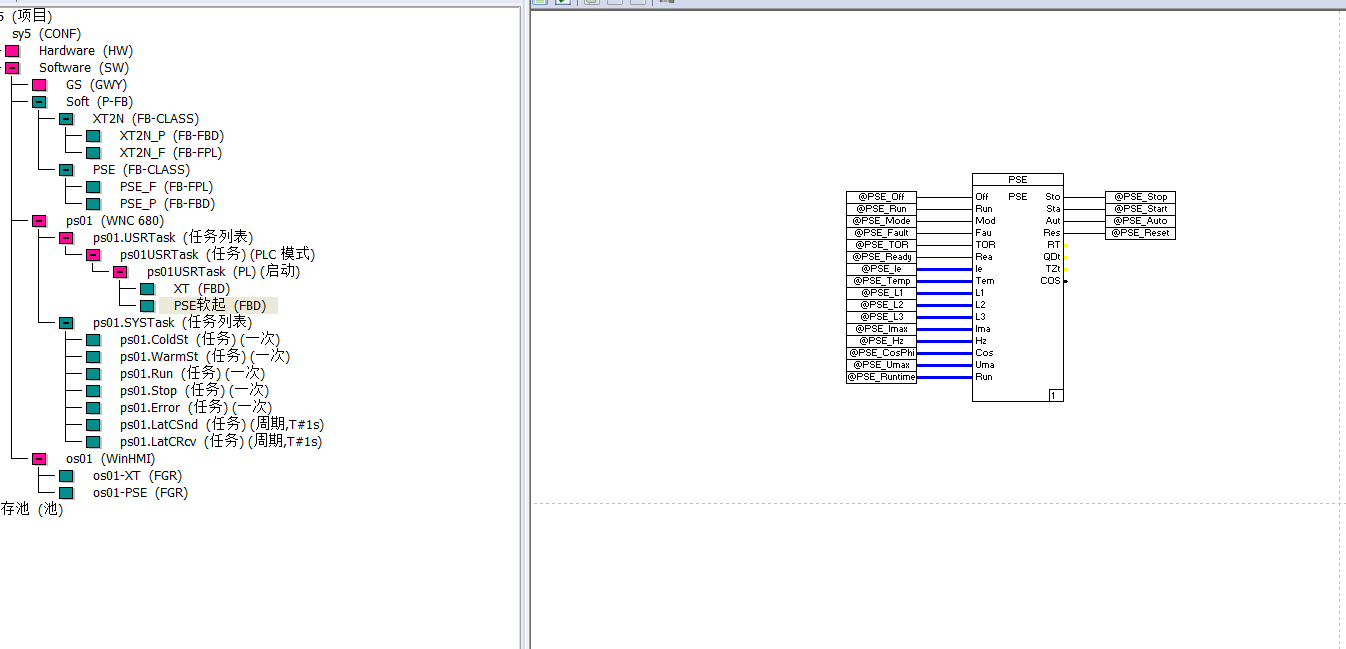 5 (项目)
sy5 (CONF)
Hardware (HW)
Software (SW)
GS (GWY)
Soft (P-FB)
XT2N (FB-CLASS)
XT2N_P (FB-FBD)
XT2N_F (FB-FPL)
PSE (FB-CLASS)
PSE_F (FB-FPL)
PSE_P (FB-FBD)
ps01 (WNC 680)
ps01.USRTask (任务列表)
ps01USRTask (任务) (PLC 模式)
ps01USRTask (PL) (启动)
XT (FBD)
PSE软起 (FBD)
ps01.SYSTask (任务列表)
ps01.ColdSt (任务) (一次)
ps01.WarmSt (任务) (一次)
ps01.Run (任务) (一次)
ps01.Stop (任务) (一次)
ps01.Error (任务) (一次)
ps01.LatCSnd (任务) (周期,T#1s)
ps01.LatCRcv (任务) (周期,T#1s)
os01 (WinHMI)
os01-XT (FGR)
os01-PSE (FGR)
存池 (池)
PSE
@PSE_Off Off PSE Sto @PSE_Stop
@PSE_Run Run Sta @PSE_Start
@PSE_Mode Mod Aut @PSE_Auto
@PSE_Fault Fau Res @PSE_Reset
@PSE_TOR TOR RT
@PSE_Ready Rea QDt
@PSE_Ie Ie TZt
@PSE_Temp Tem COS
@PSE_L1 L1
@PSE_L2 L2
@PSE_L3 L3
@PSE_Imax Ima
@PSE_Hz Hz
@PSE_CosPhi Cos
@PSE_Umax Uma
@PSE_Runtime Run
1